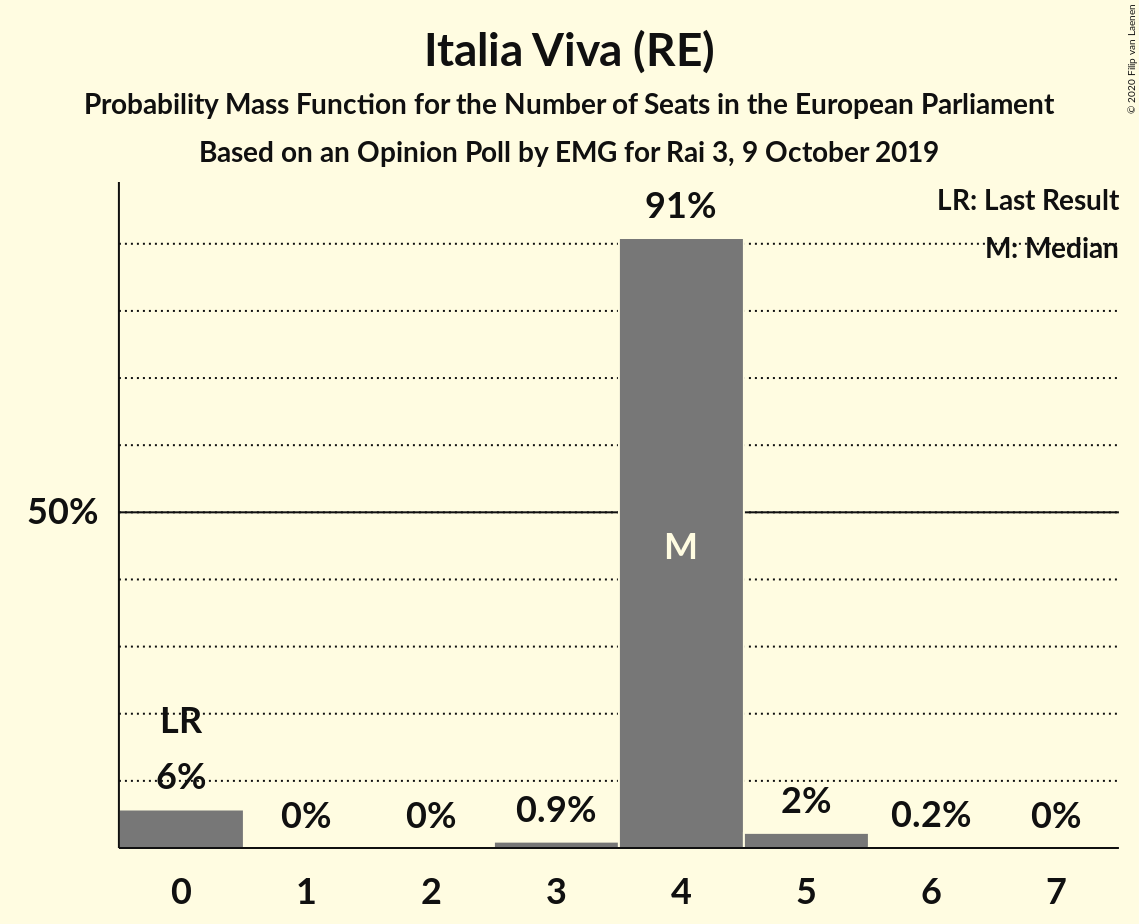 Italia Viva (RE)
Probability Mass Function for the Number of Seats in the European Parliament
Based on an Opinion Poll by EMG for Rai 3, 9 October 2019
© 2020 Filip van Laenen
LR: Last Result
M: Median
91%
50%
M
LR
6%
0%
0%
0.9%
2%
0.2%
0%
0
1
2
3
4
5
6
7